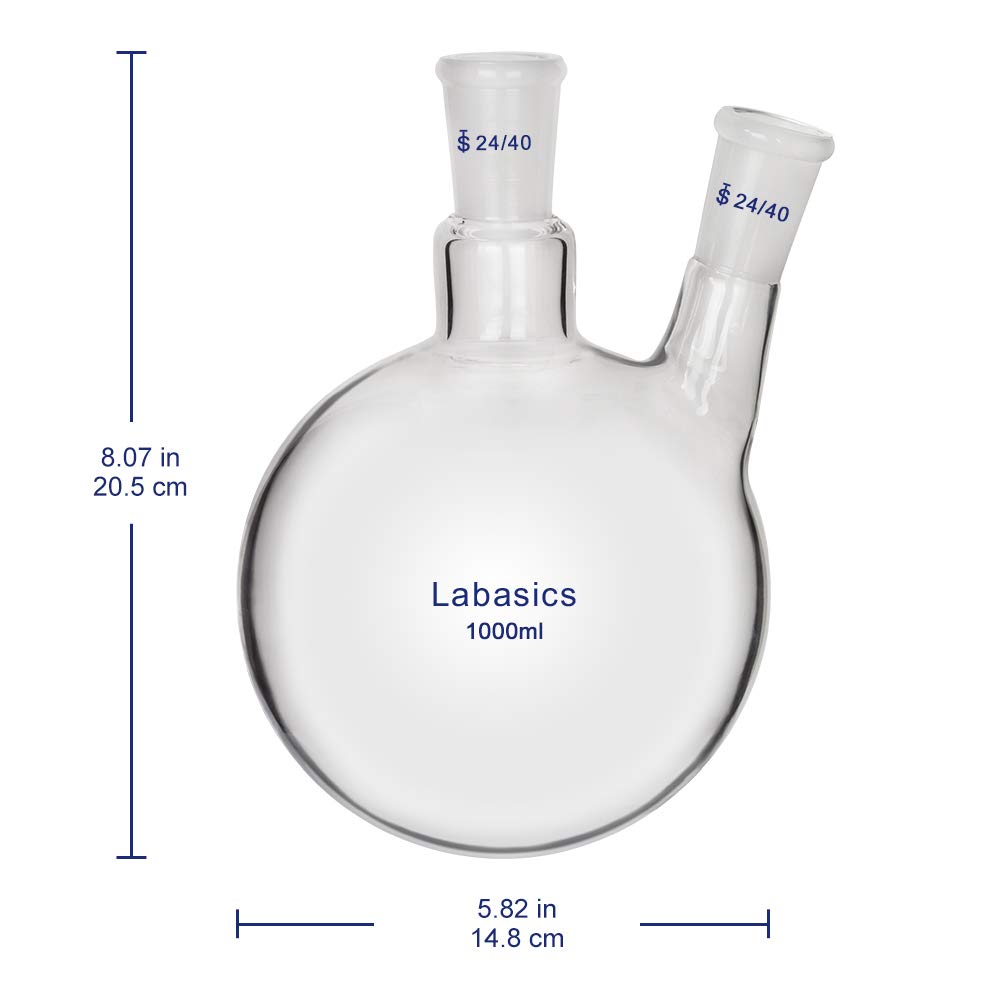 ⏇ 24/40
⏇ 24/40
8.07 in
20.5 cm
Labasics
1000ml
5.82 in
14.8 cm